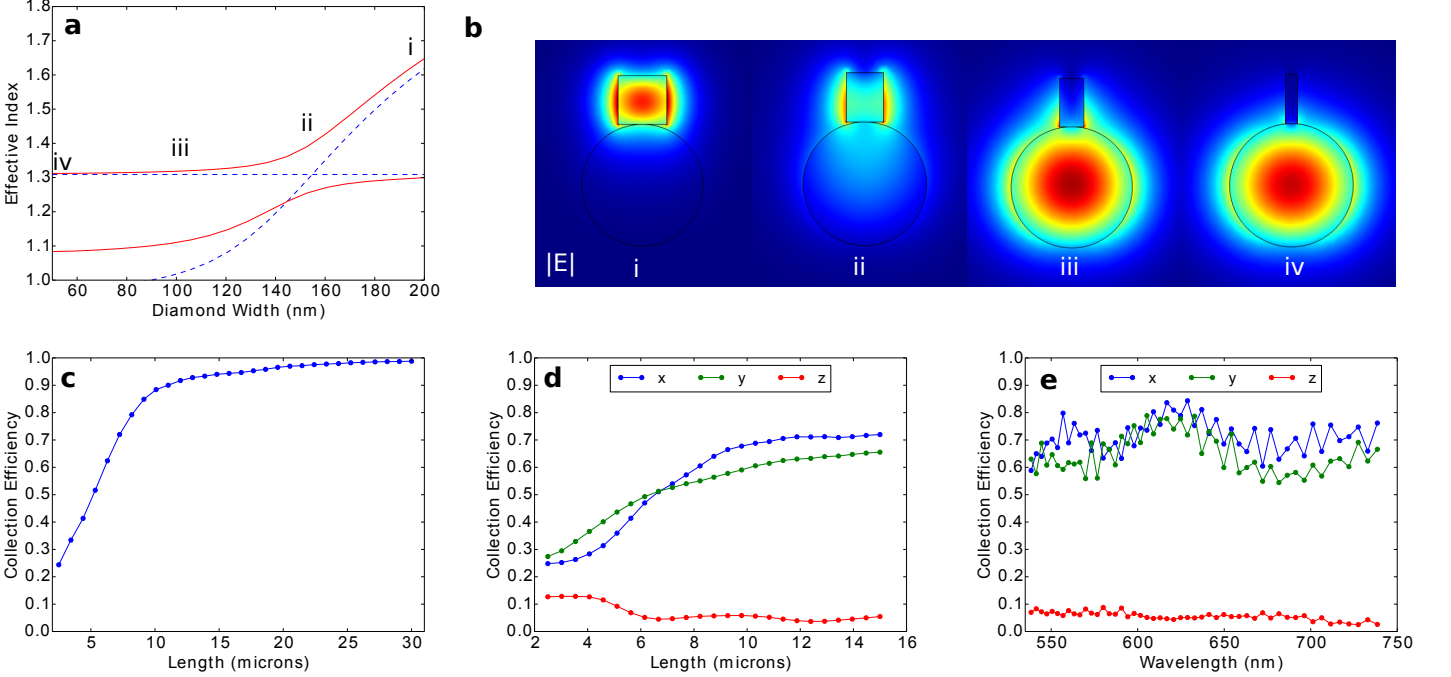 a
1.8
1.7
1.6
1.5
1.4
1.3
1.2
1.1
1.0
Effective Index
i
ii
iii
iv
60 80 100 120 140 160 180 200
Diamond Width (nm)
b
|E|
i
ii
iii
iv
c
1.0
0.9
0.8
0.7
0.6
0.5
0.4
0.3
0.2
0.1
0.0
Collection Efficiency
5 10 15 20 25 30
Length (microns)
d
x y z
1.0
0.9
0.8
0.7
0.6
0.5
0.4
0.3
0.2
0.1
0.0
Collection Efficiency
2 4 6 8 10 12 14 16
Length (microns)
e
x y z
1.0
0.9
0.8
0.7
0.6
0.5
0.4
0.3
0.2
0.1
0.0
Collection Efficiency
550 600 650 700 750
Wavelength (nm)